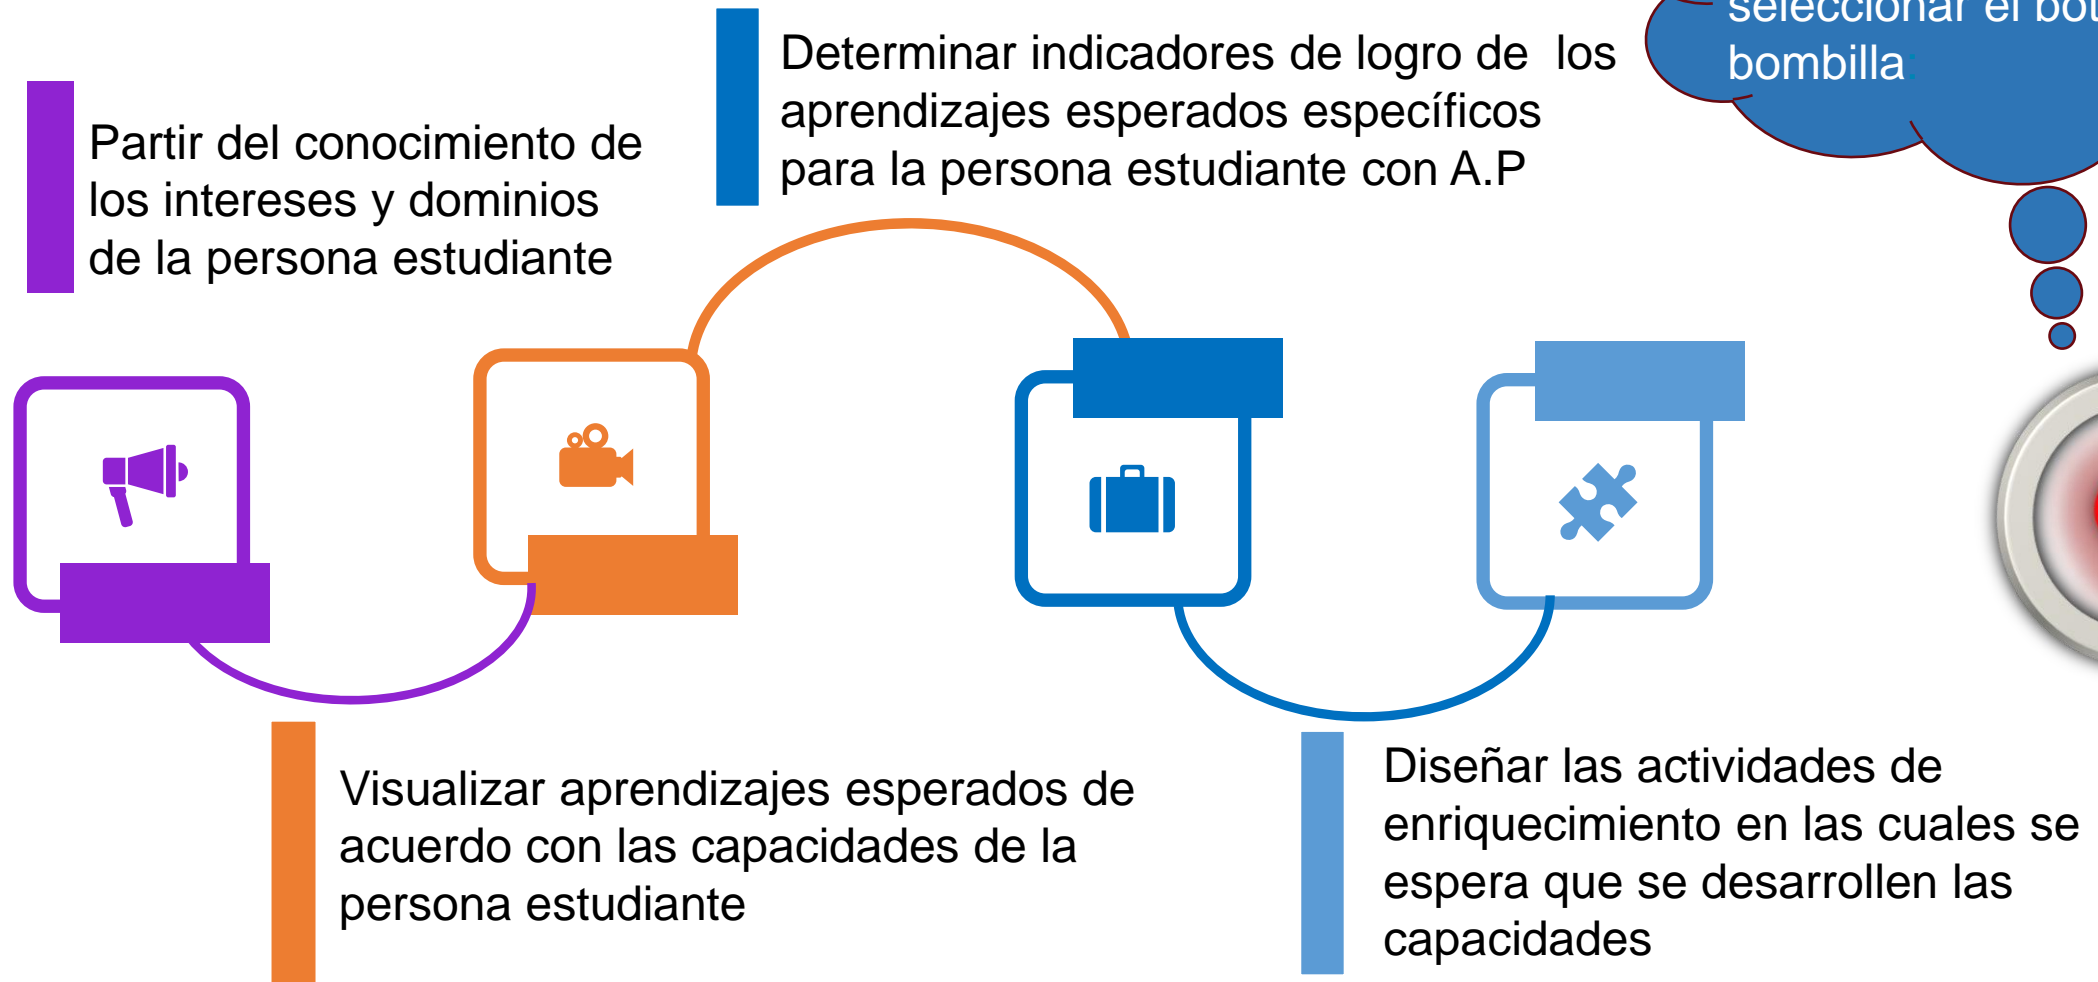 Partir del conocimiento de
los intereses y dominios
de la persona estudiante
Determinar indicadores de logro de los
aprendizajes esperados específicos
para la persona estudiante con A.P
seleccionar el
bombilla:
Visualizar aprendizajes esperados de
acuerdo con las capacidades de la
persona estudiante
Diseñar las actividades de
enriquecimiento en las cuales se
espera que se desarrollen las
capacidades